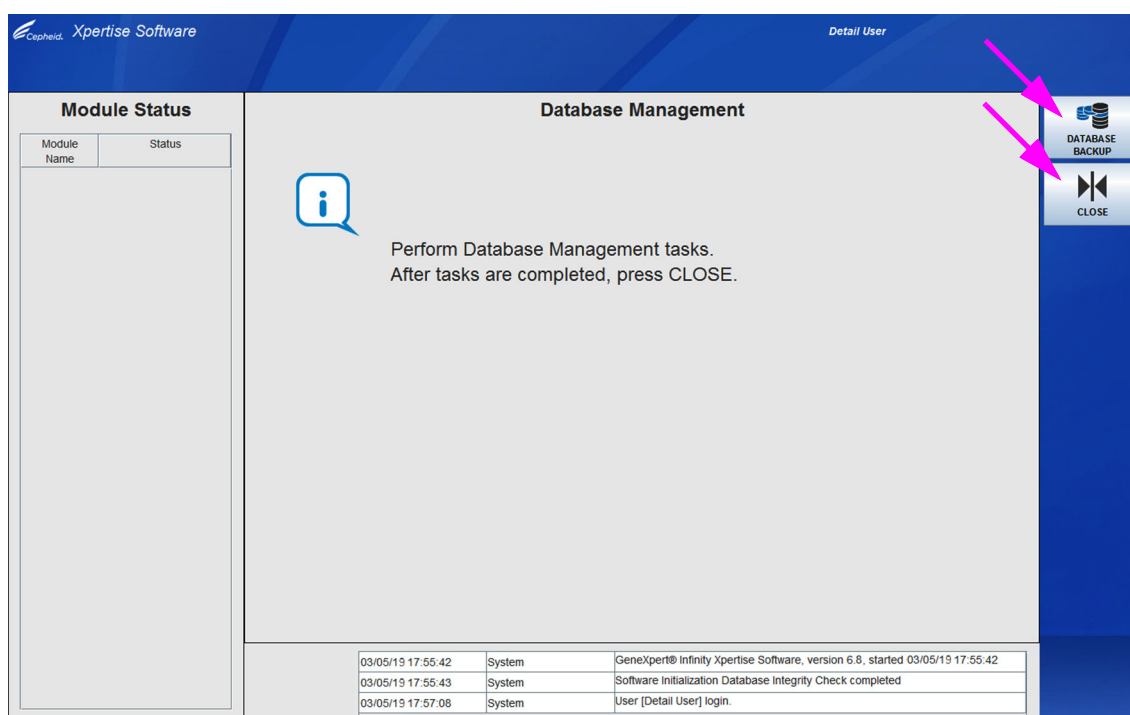 Cepheid. Xpertise Software
Detail User
Module Status
Module Name
Status
Database Management
Perform Database Management tasks.
After tasks are completed, press CLOSE.
DATABASE
BACKUP
CLOSE
03/05/19 17:55:42 System GeneXpert® Infinity Xpertise Software, version 6.8, started 03/05/19 17:55:42
03/05/19 17:55:43 System Software Initialization Database Integrity Check completed
03/05/19 17:57:08 System User [Detail User] login.